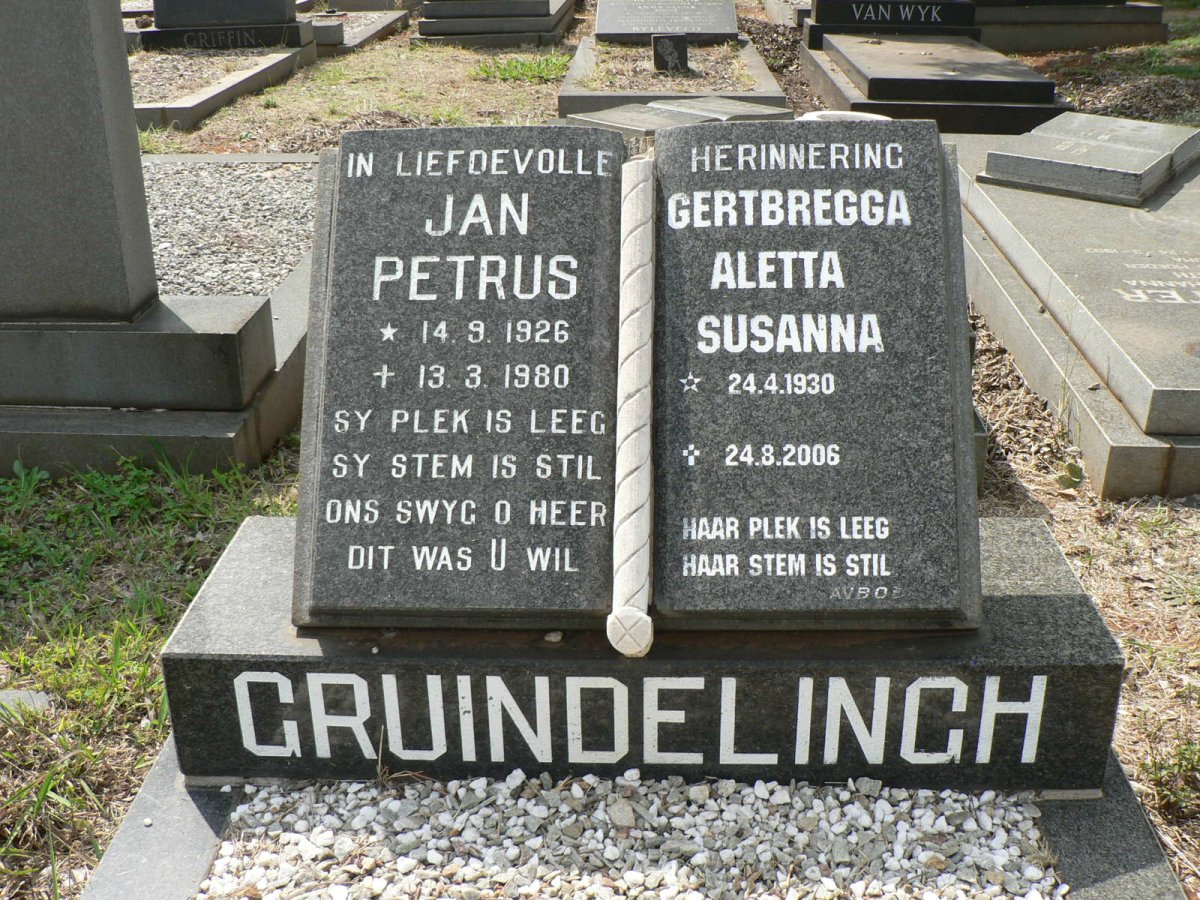 GRIFFIN
BYLEVELD
VAN WYK
IN LIEFDEVOLLE HERINNERING
JAN
PETRUS
★ 14. 9. 1926
✝ 13. 3. 1980
SY PLEK IS LEEG
SY STEM IS STIL
ONS SWYG O HEER
DIT WAS U WIL
GERTBREGGA
ALETTA
SUSANNA
☆ 24.4.1930
✝ 24.8.2006
HAAR PLEK IS LEEG
HAAR STEM IS STIL
AVBOB
GRUINDELINGH